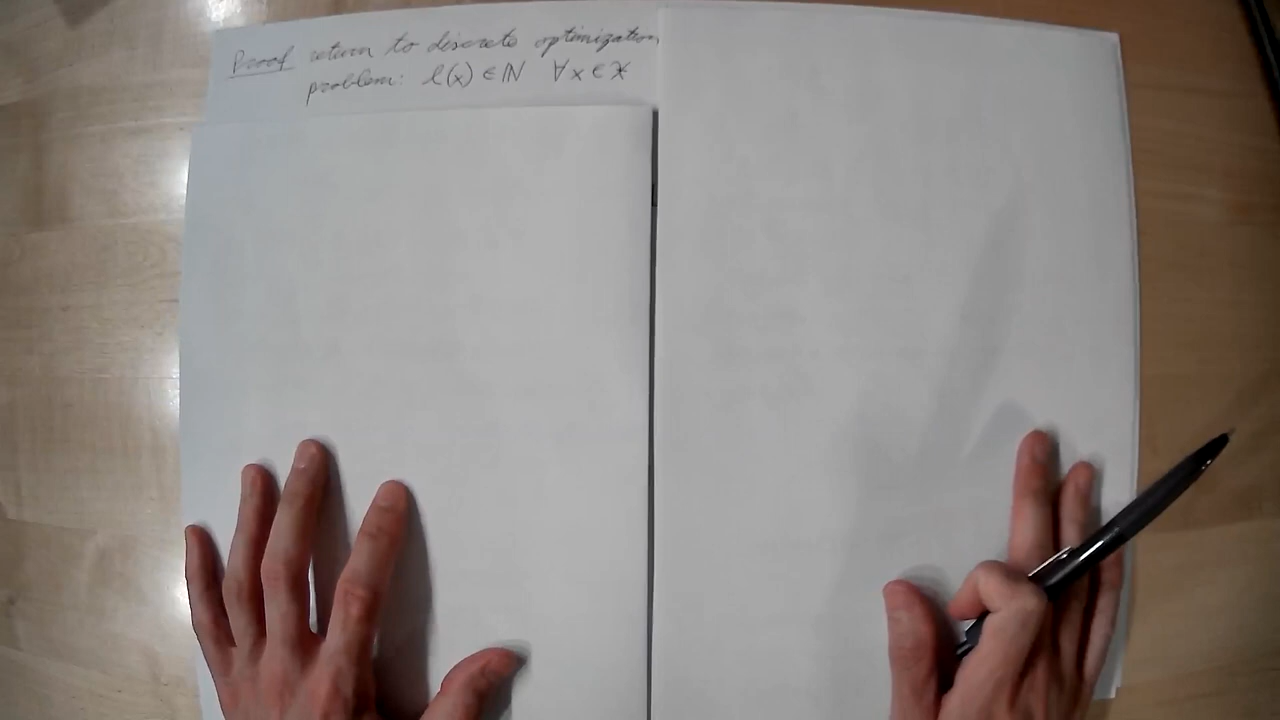 Proof return to discrete optimization
problem: ℓ(x) ∈ ℕ ∀ x ∈ 𝒳